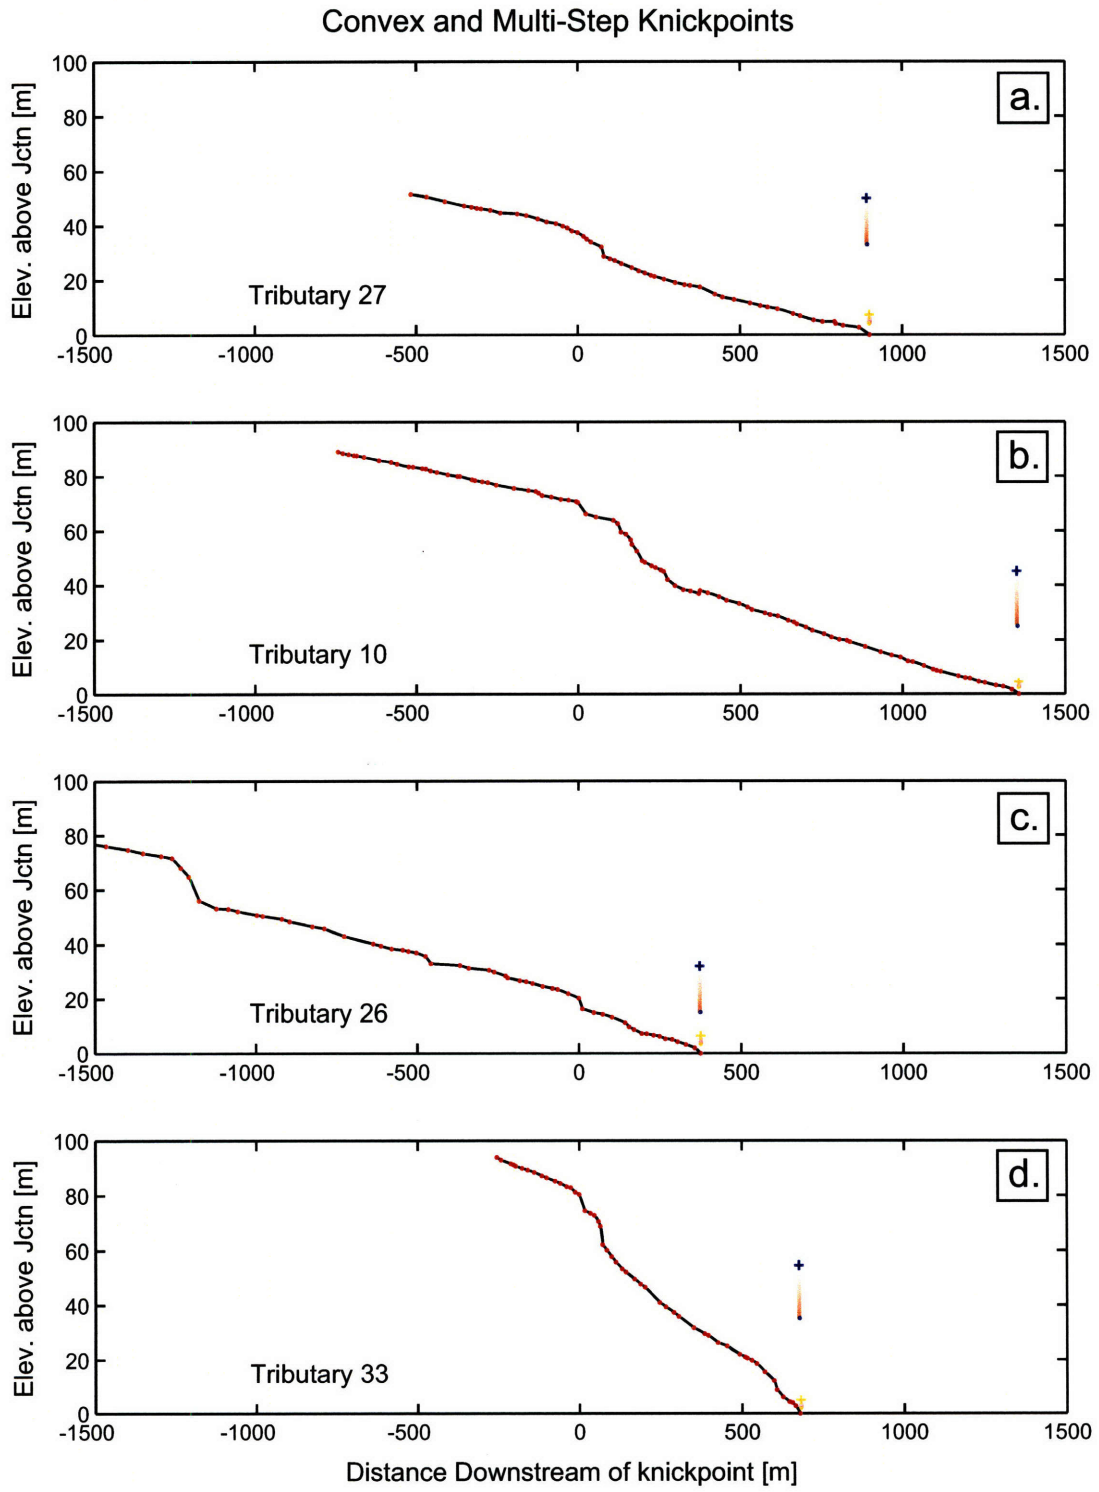 Convex and Multi-Step Knickpoints
a.
Elev. above Jctn [m]
100
80
60
40
20
0
Tributary 27
-1500 -1000 -500 0 500 1000 1500
b.
Elev. above Jctn [m]
100
80
60
40
20
0
Tributary 10
-1500 -1000 -500 0 500 1000 1500
c.
Elev. above Jctn [m]
100
80
60
40
20
0
Tributary 26
-1500 -1000 -500 0 500 1000 1500
d.
Elev. above Jctn [m]
100
80
60
40
20
0
Tributary 33
-1500 -1000 -500 0 500 1000 1500
Distance Downstream of knickpoint [m]